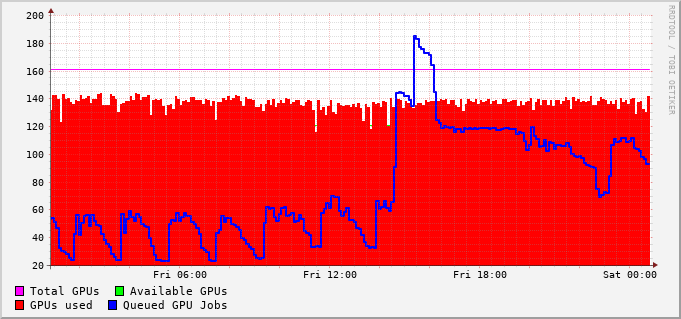 200
180
160
140
120
100
80
60
40
20
Fri 06:00 Fri 12:00 Fri 18:00 Sat 00:00
Total GPUs Available GPUs
GPUs used Queued GPU Jobs
RRDTOOL / TOBI OETIKER